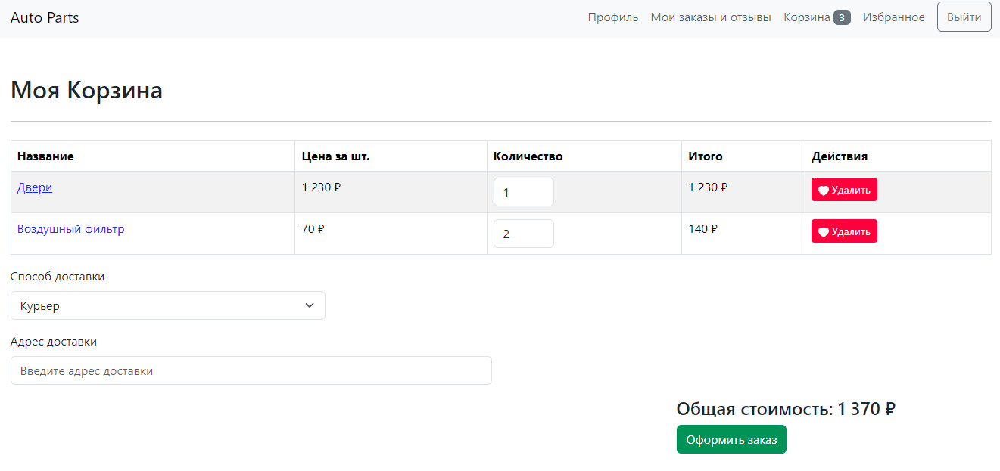 Auto Parts Профиль Мои заказы и отзывы Корзина 3 Избранное Выйти
Моя Корзина
Название Цена за шт. Количество Итого Действия
Двери 1 230 ₽ 1 1 230 ₽ Удалить
Воздушный фильтр 70 ₽ 2 140 ₽ Удалить
Способ доставки
Курьер
Адрес доставки
Введите адрес доставки
Общая стоимость: 1 370 ₽
Оформить заказ